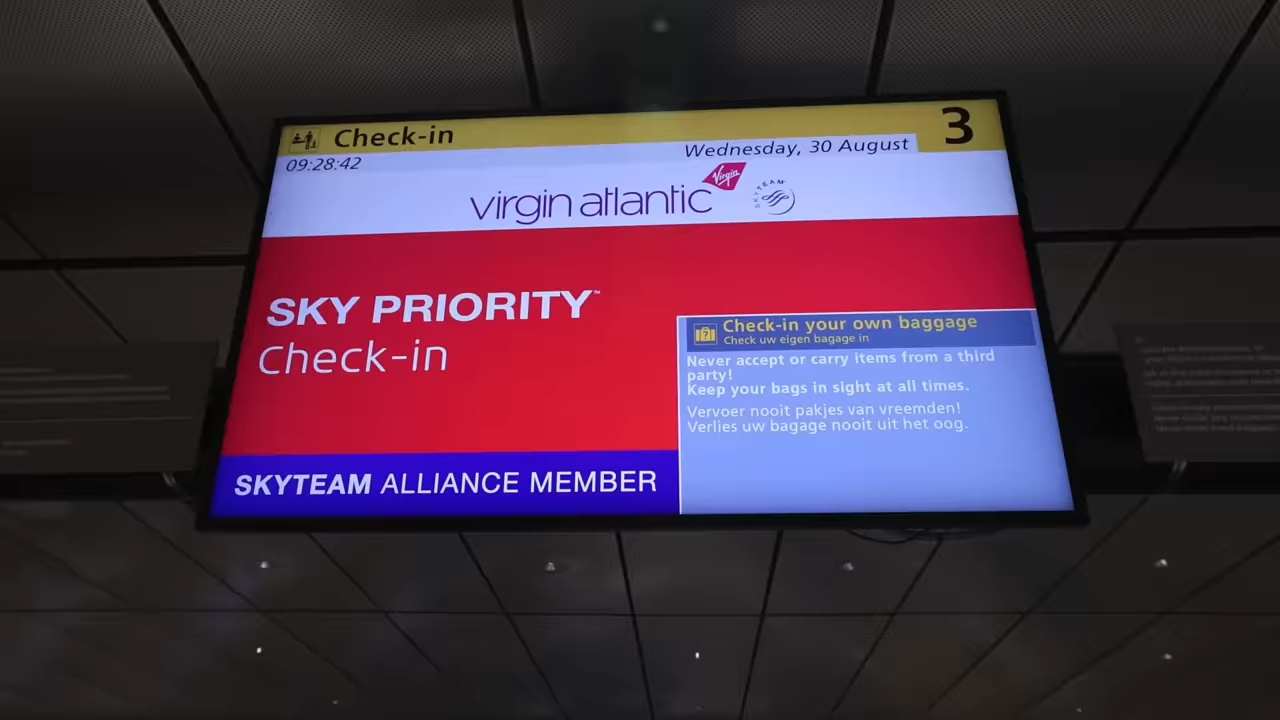 Check-in
3
09:28:42
Wednesday, 30 August
virgin atlantic
Virgin
SKYTEAM
SKY PRIORITY™
Check-in
Check-in your own baggage
Check uw eigen bagage in
Never accept or carry items from a third
party!
Keep your bags in sight at all times.
Vervoer nooit pakjes van vreemden!
Verlies uw bagage nooit uit het oog.
SKYTEAM ALLIANCE MEMBER